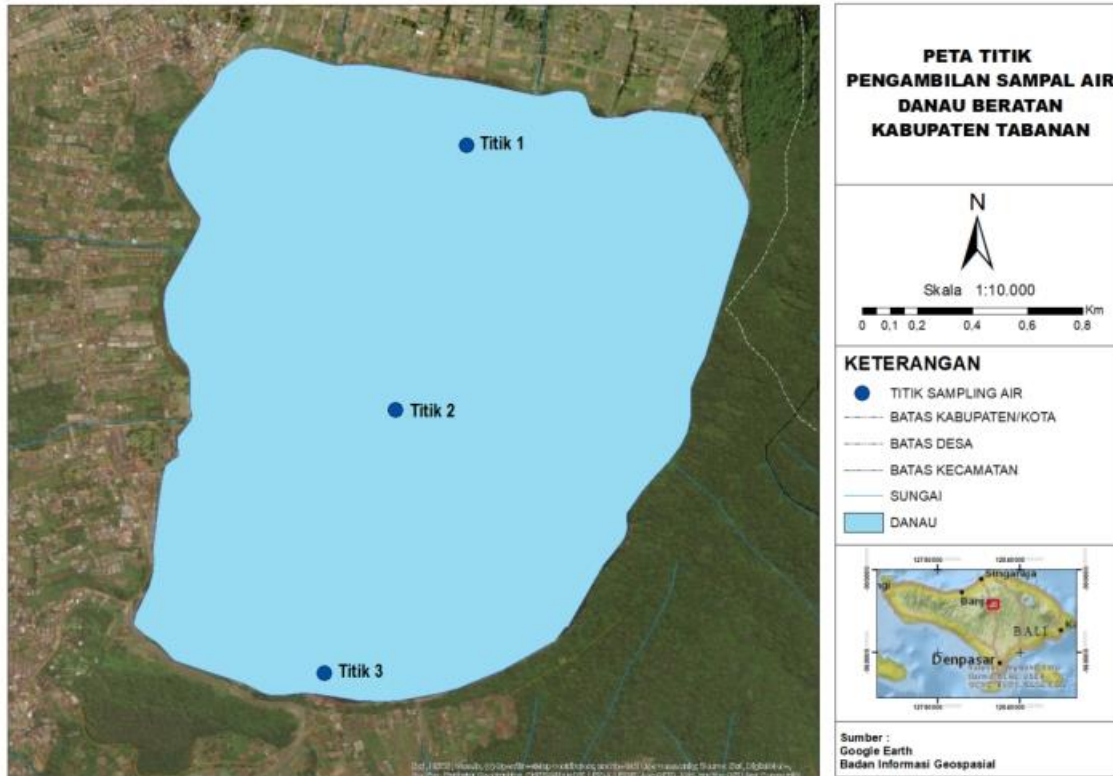 Titik 1
Titik 2
Titik 3
PETA TITIK
PENGAMBILAN SAMPAL AIR
DANAU BERATAN
KABUPATEN TABANAN
N
Skala 1:10.000
Km
0 0,1 0,2 0,4 0,6 0,8
KETERANGAN
TITIK SAMPLING AIR
BATAS KABUPATEN/KOTA
BATAS DESA
BATAS KECAMATAN
SUNGAI
DANAU
Singaraja
Banjar
BALI
Denpasar
Sumber :
Google Earth
Badan Informasi Geospasial